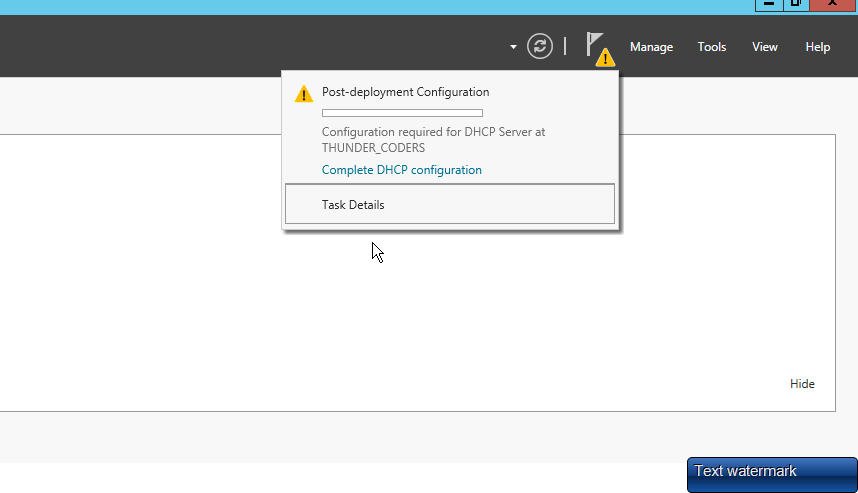 Manage Tools View Help
Post-deployment Configuration
Configuration required for DHCP Server at
THUNDER_CODERS
Complete DHCP configuration
Task Details
Hide
Text watermark